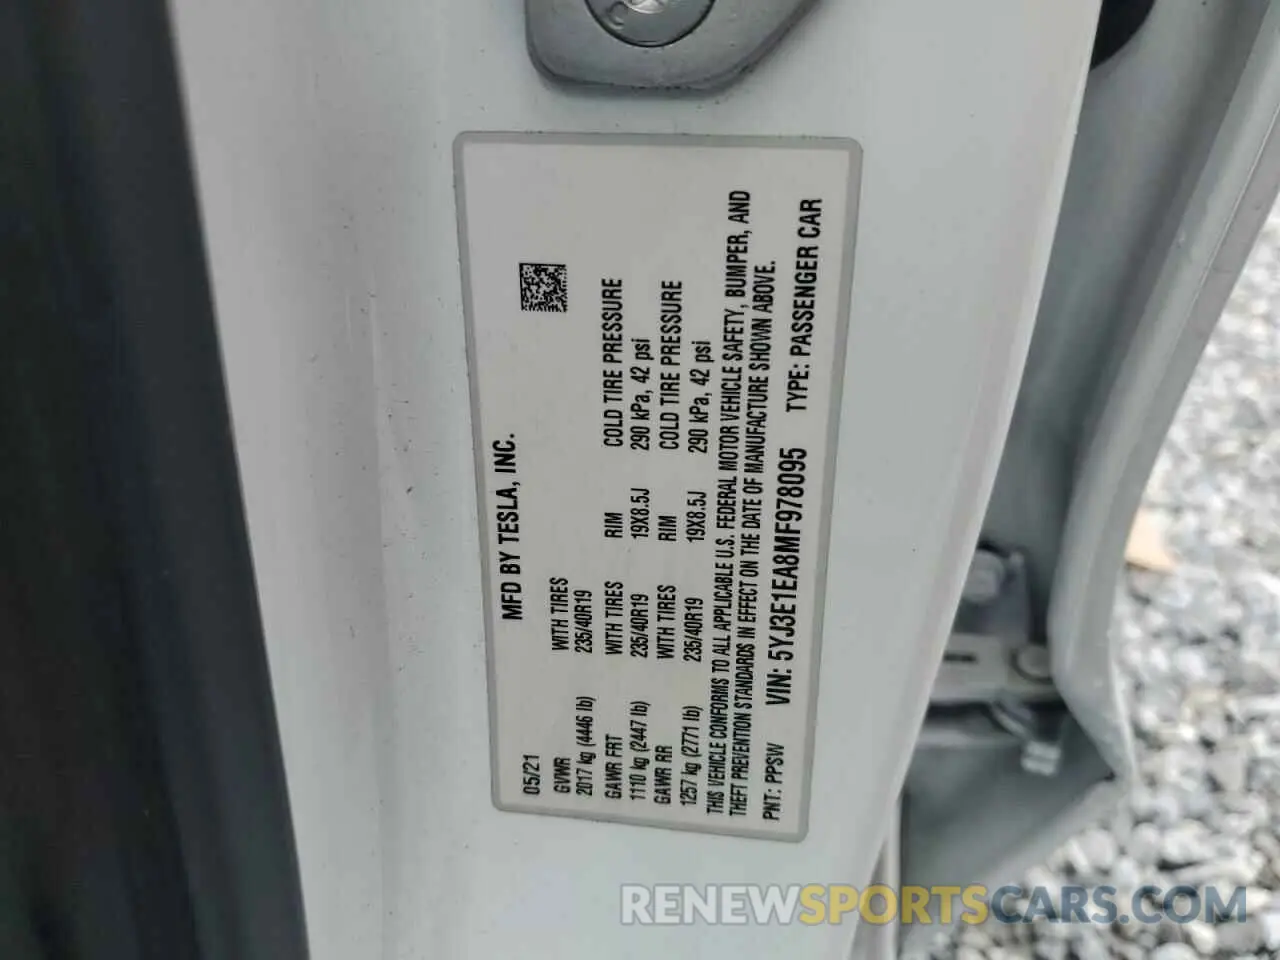 MFD BY TESLA, INC.
05/21
GVWR WITH TIRES
2017 kg (4446 lb) 235/40R19
GAWR FRT WITH TIRES RIM COLD TIRE PRESSURE
1110 kg (2447 lb) 235/40R19 19X8.5J 290 kPa, 42 psi
GAWR RR WITH TIRES RIM COLD TIRE PRESSURE
1257 kg (2771 lb) 235/40R19 19X8.5J 290 kPa, 42 psi
THIS VEHICLE CONFORMS TO ALL APPLICABLE U.S. FEDERAL MOTOR VEHICLE SAFETY, BUMPER, AND
THEFT PREVENTION STANDARDS IN EFFECT ON THE DATE OF MANUFACTURE SHOWN ABOVE.
PNT: PPSW VIN: 5YJ3E1EA8MF978095 TYPE: PASSENGER CAR
RENEWSPORTSCARS.COM